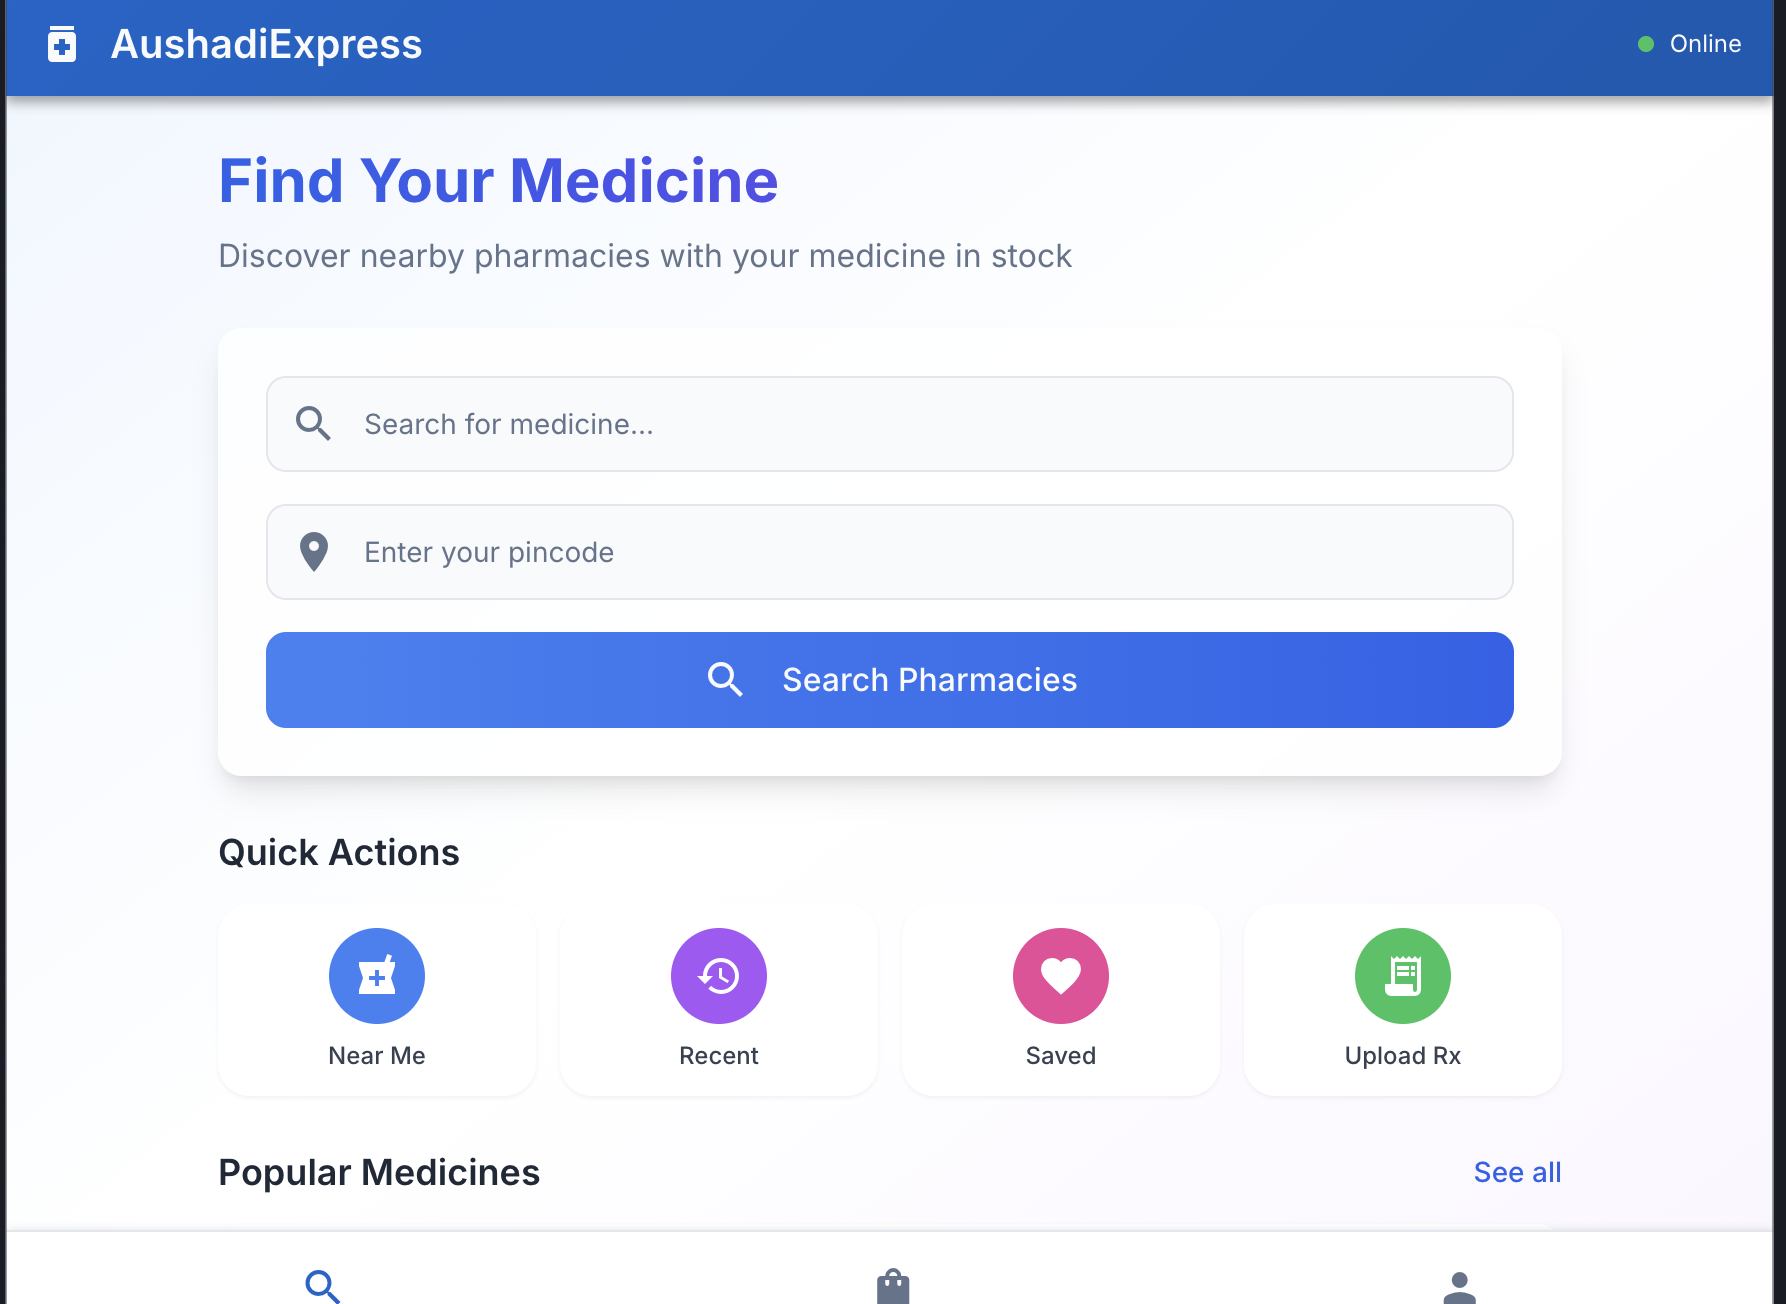 AushadiExpress
Online
Find Your Medicine
Discover nearby pharmacies with your medicine in stock
Search for medicine...
Enter your pincode
Search Pharmacies
Quick Actions
Near Me
Recent
Saved
Upload Rx
Popular Medicines
See all